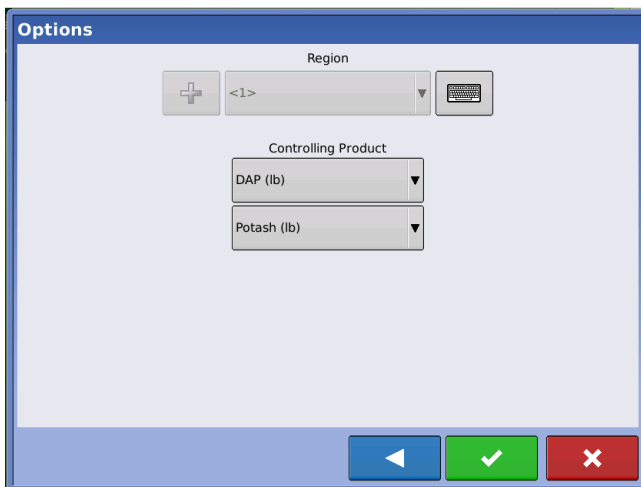 Options
Region
<1>
Controlling Product
DAP (lb)
Potash (lb)